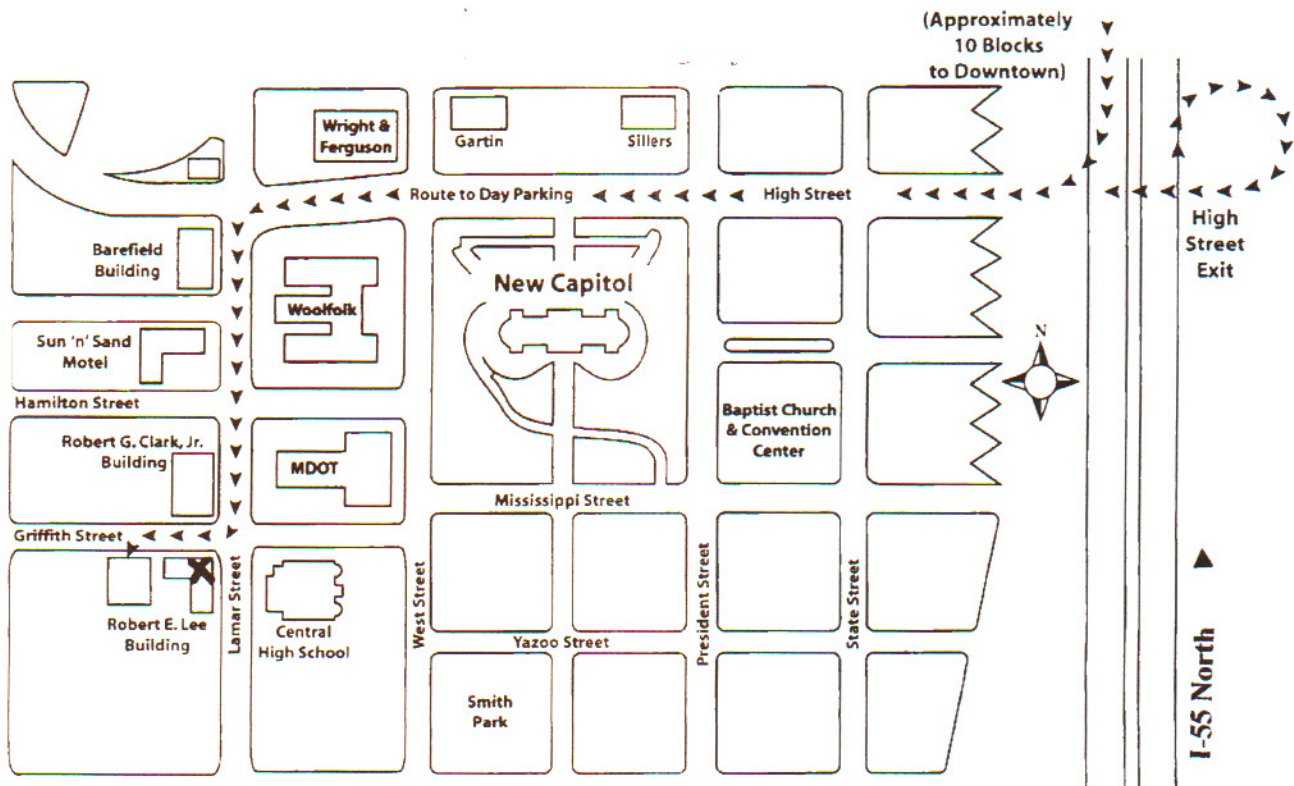 (Approximately
10 Blocks
to Downtown)
Wright &
Ferguson
Gartin
Sillers
Route to Day Parking
High Street
High
Street
Exit
Barefield
Building
New Capitol
Woolfolk
Sun 'n' Sand
Motel
N
Hamilton Street
Baptist Church
& Convention
Center
Robert G. Clark, Jr.
Building
MDOT
Mississippi Street
Griffith Street
Lamar Street
West Street
President Street
State Street
Robert E. Lee
Building
Central
High School
Yazoo Street
Smith
Park
I-55 North